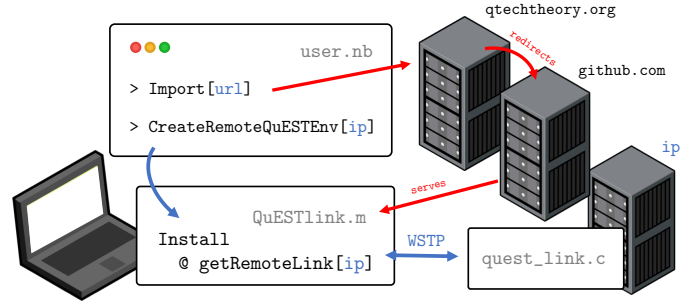 qtechtheory.org
user.nb
redirects
github.com
> Import[url]
> CreateRemoteQuESTEnv[ip]
ip
serves
QuESTlink.m
Install
@ getRemoteLink[ip]
WSTP
quest_link.c